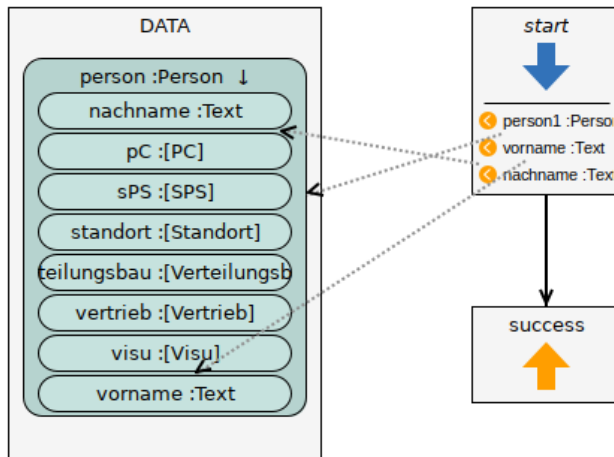 DATA
person :Person ↓
nachname :Text
pC :[PC]
sPS :[SPS]
standort :[Standort]
teilungsbau :[Verteilungsb
vertrieb :[Vertrieb]
visu :[Visu]
vorname :Text
start
person1 :Person
vorname :Text
nachname :Text
success